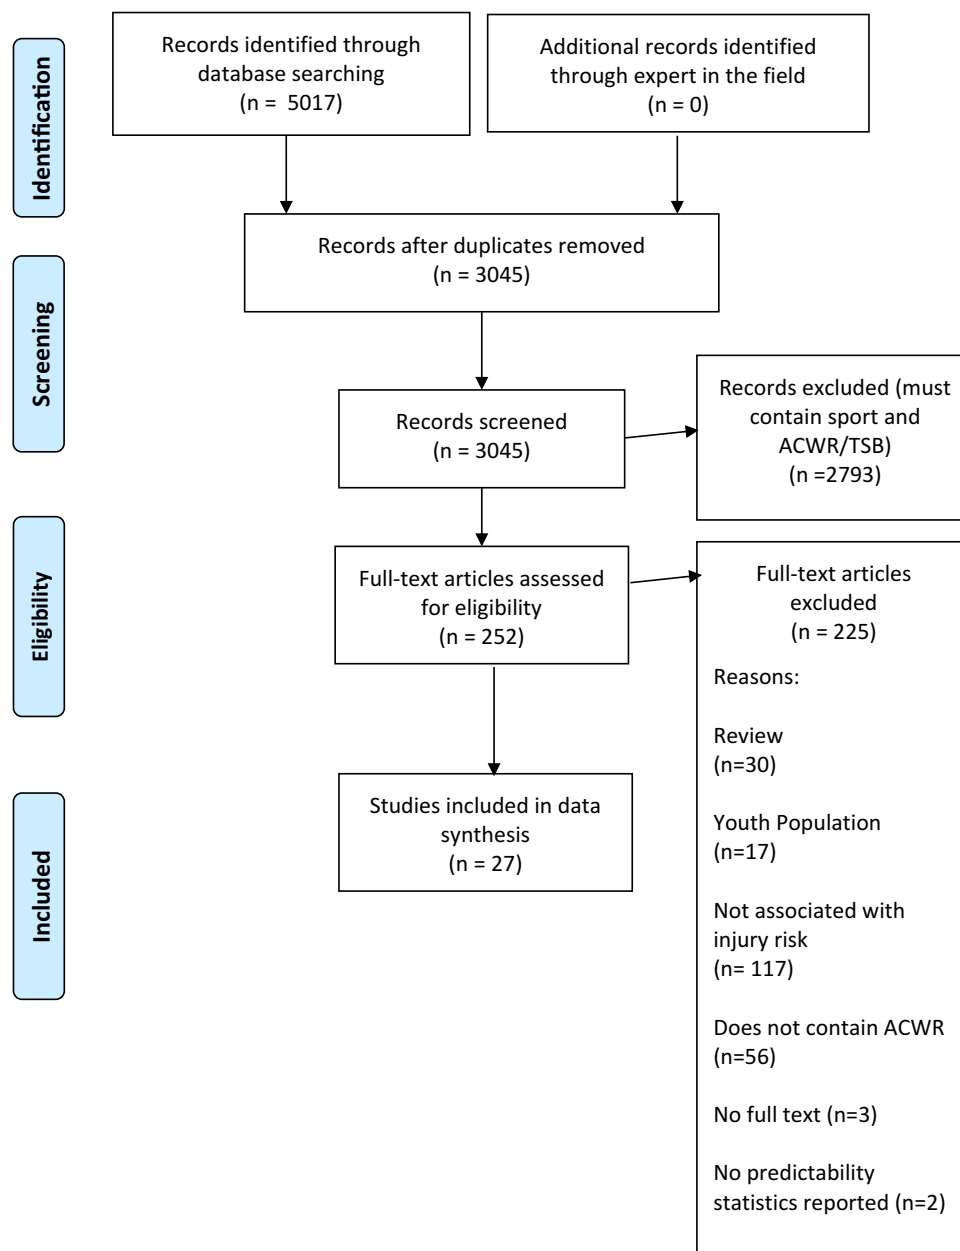 Identification
Records identified through
database searching
(n =  5017)
Additional records identified
through expert in the field
(n = 0)
Records after duplicates removed
(n = 3045)
Screening
Records screened
(n = 3045)
Records excluded (must
contain sport and
ACWR/TSB)
(n =2793)
Eligibility
Full-text articles assessed
for eligibility
(n = 252)
Full-text articles
excluded
(n = 225)
Reasons:
Review
(n=30)
Youth Population
(n=17)
Not associated with
injury risk
(n= 117)
Does not contain ACWR
(n=56)
No full text (n=3)
No predictability
statistics reported (n=2)
Included
Studies included in data
synthesis
(n = 27)